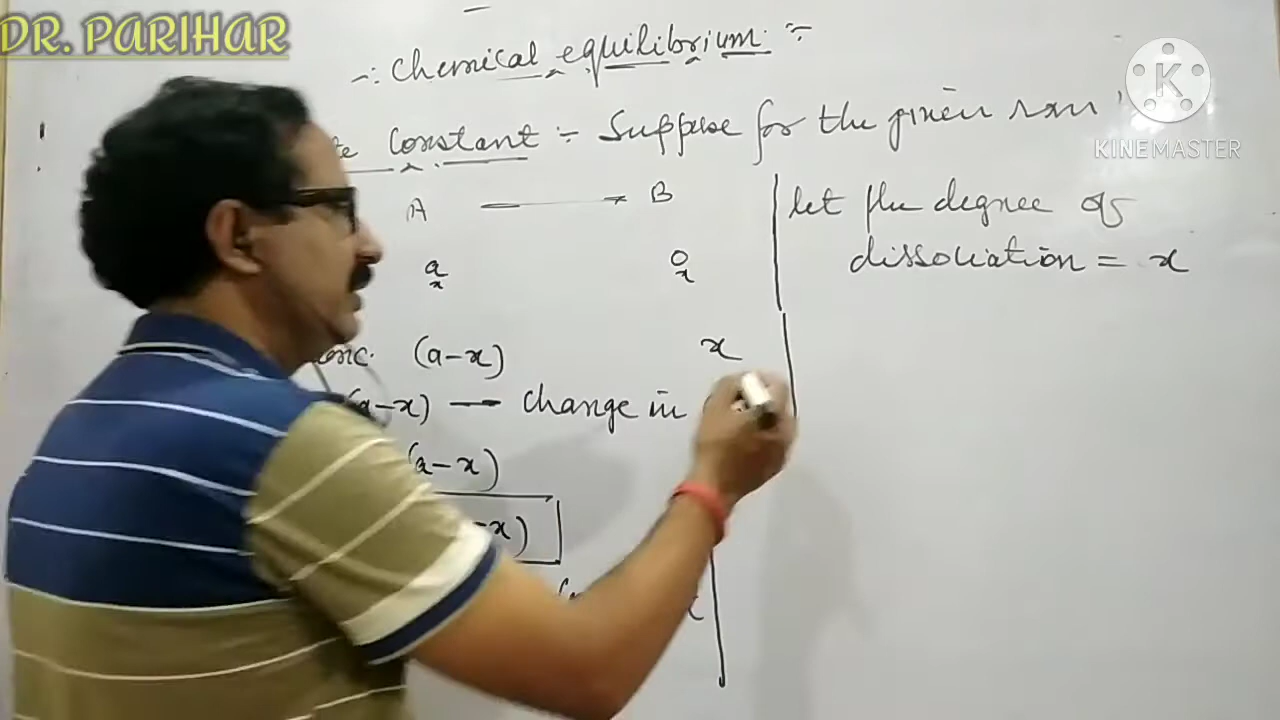 DR. PARIHAR
-: Chemical equilibrium :-
K
KINEMASTER
Constant :- Suppose for the given rxn
A → B
a 0
x x
(a-x) x
(a-x) — Change in
(a-x)
-x)
let the degree of
dissociation = x